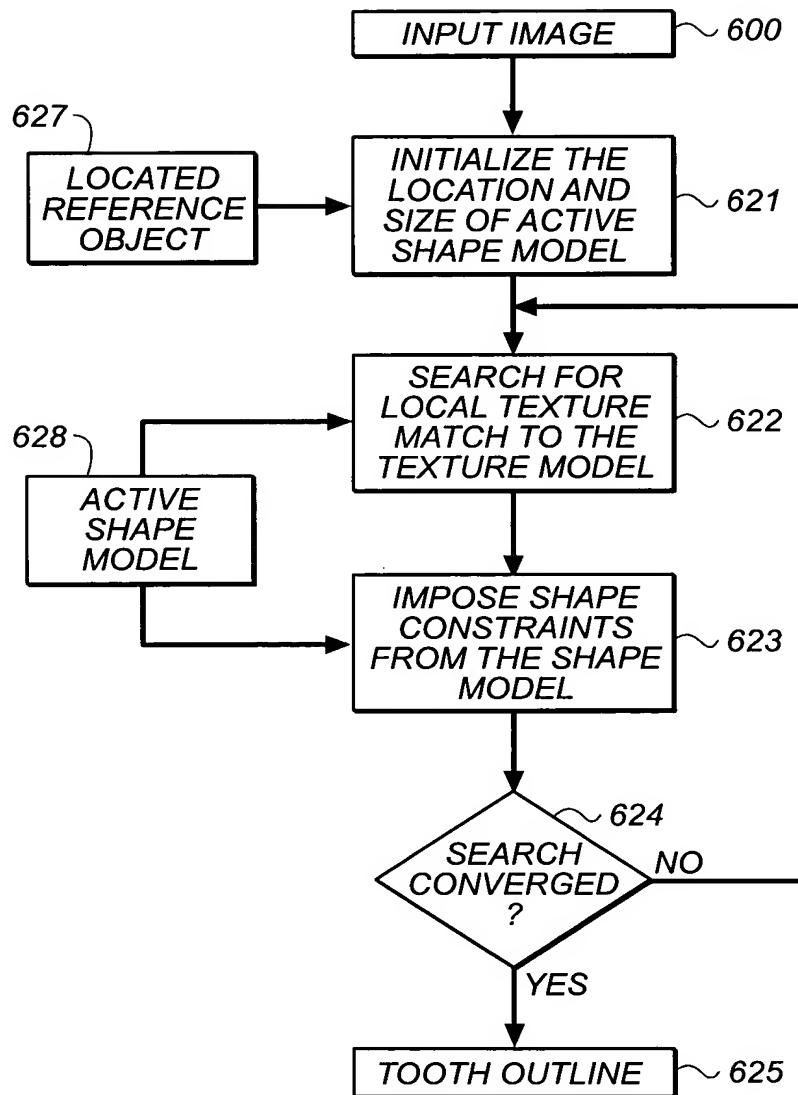 INPUT IMAGE
600
627
LOCATED
REFERENCE
OBJECT
INITIALIZE THE
LOCATION AND
SIZE OF ACTIVE
SHAPE MODEL
621
SEARCH FOR
LOCAL TEXTURE
MATCH TO THE
TEXTURE MODEL
622
628
ACTIVE
SHAPE
MODEL
IMPOSE SHAPE
CONSTRAINTS
FROM THE SHAPE
MODEL
623
624
SEARCH
CONVERGED
?
NO
YES
TOOTH OUTLINE
625